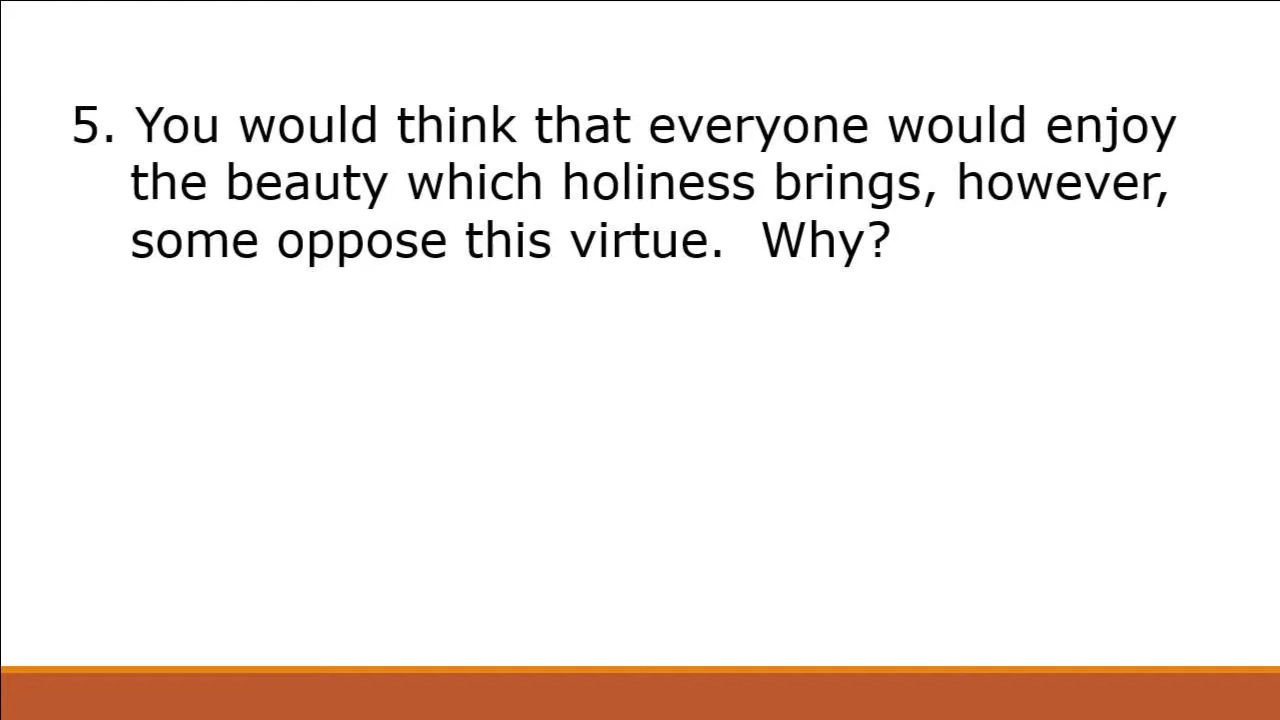 5. You would think that everyone would enjoy
the beauty which holiness brings, however,
some oppose this virtue.  Why?